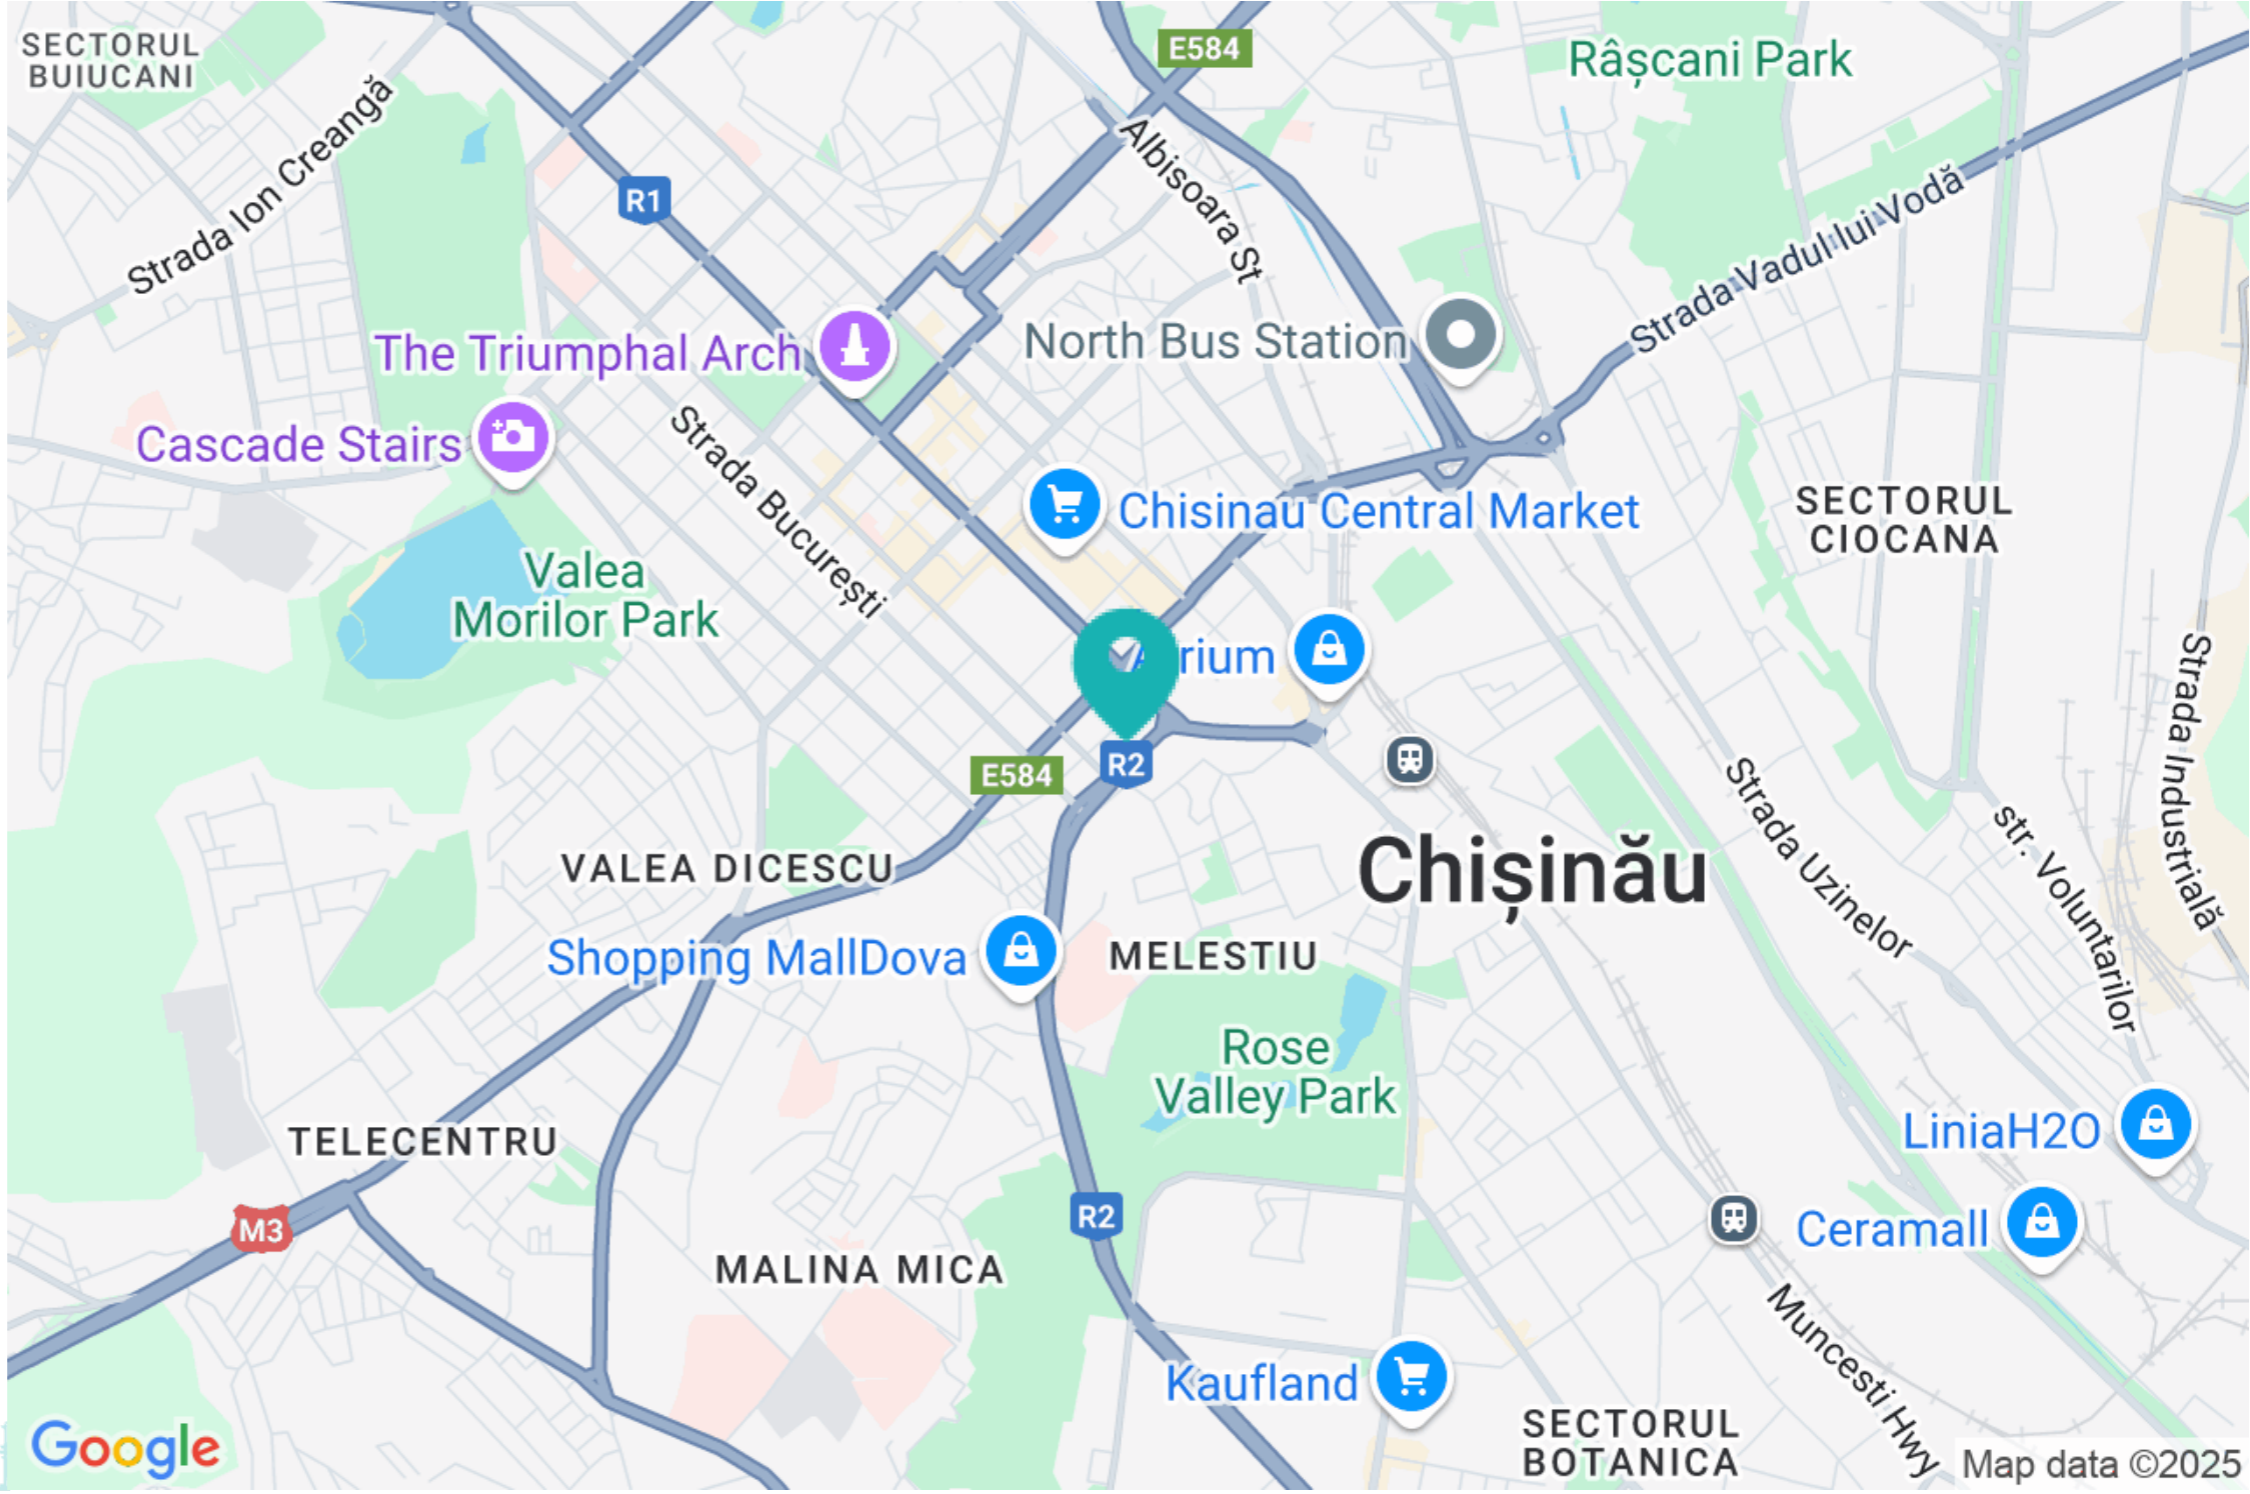 SECTORUL
BUIUCANI
E584
Râșcani Park
Strada Ion Creangă
R1
Albisoara St
Strada Vadul lui Vodă
The Triumphal Arch
North Bus Station
Cascade Stairs
Strada București
Chisinau Central Market
SECTORUL
CIOCANA
Valea
Morilor Park
rium
Strada Industrială
E584
R2
Strada Uzinelor
str. Voluntarilor
VALEA DICESCU
Chișinău
Shopping MallDova
MELESTIU
Rose
Valley Park
TELECENTRU
LiniaH2O
M3
R2
Ceramall
MALINA MICA
Muncesti Hwy
Kaufland
SECTORUL
BOTANICA
Google
Map data ©2025